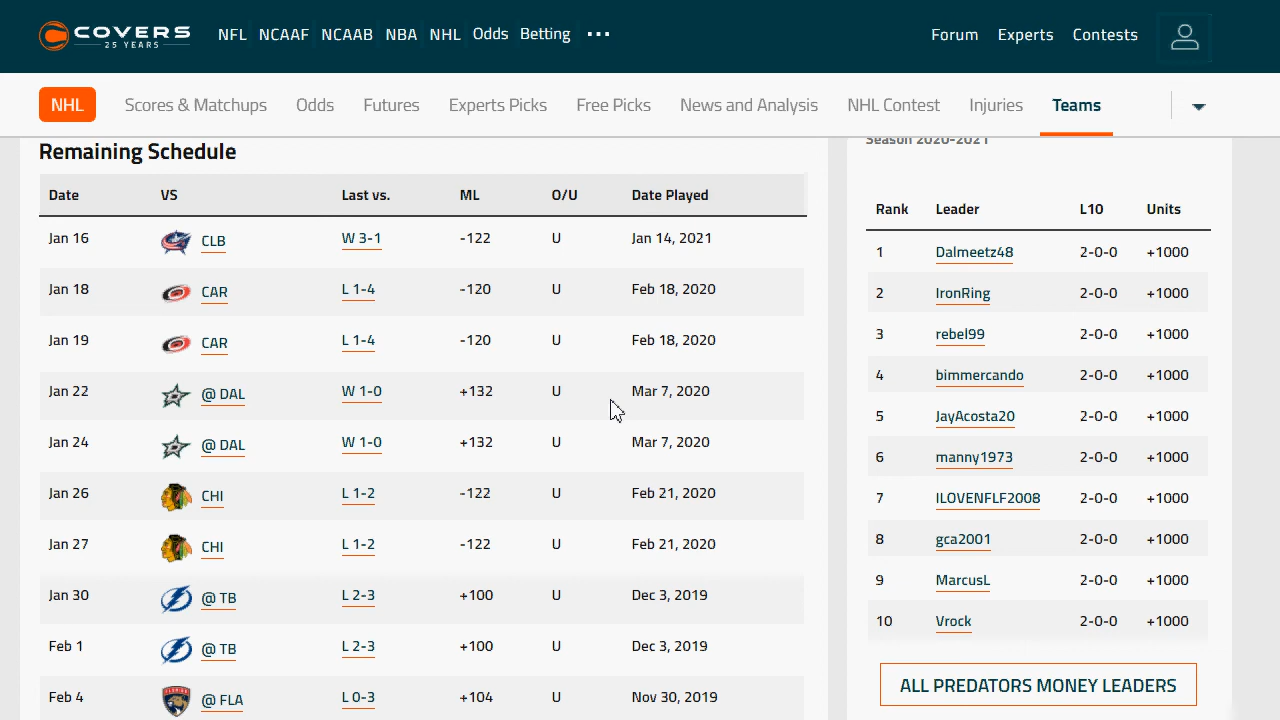 COVERS
25 YEARS
NFL NCAAF NCAAB NBA NHL Odds Betting ...
Forum Experts Contests
NHL Scores & Matchups Odds Futures Experts Picks Free Picks News and Analysis NHL Contest Injuries Teams
Remaining Schedule
Date VS Last vs. ML O/U Date Played
Jan 16 CLB W 3-1 -122 U Jan 14, 2021
Jan 18 CAR L 1-4 -120 U Feb 18, 2020
Jan 19 CAR L 1-4 -120 U Feb 18, 2020
Jan 22 @ DAL W 1-0 +132 U Mar 7, 2020
Jan 24 @ DAL W 1-0 +132 U Mar 7, 2020
Jan 26 CHI L 1-2 -122 U Feb 21, 2020
Jan 27 CHI L 1-2 -122 U Feb 21, 2020
Jan 30 @ TB L 2-3 +100 U Dec 3, 2019
Feb 1 @ TB L 2-3 +100 U Dec 3, 2019
Feb 4 @ FLA L 0-3 +104 U Nov 30, 2019
Season 2020-2021
Rank Leader L10 Units
1 Dalmeetz48 2-0-0 +1000
2 IronRing 2-0-0 +1000
3 rebel99 2-0-0 +1000
4 bimmercando 2-0-0 +1000
5 JayAcosta20 2-0-0 +1000
6 manny1973 2-0-0 +1000
7 ILOVENFLF2008 2-0-0 +1000
8 gca2001 2-0-0 +1000
9 MarcusL 2-0-0 +1000
10 Vrock 2-0-0 +1000
ALL PREDATORS MONEY LEADERS